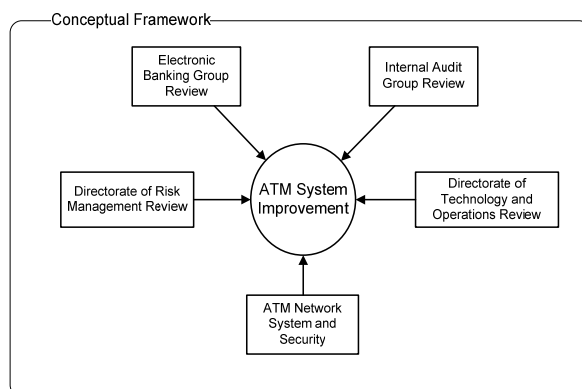 Conceptual Framework
Electronic
Banking Group
Review
Internal Audit
Group Review
Directorate of Risk
Management Review
ATM System
Improvement
Directorate of
Technology and
Operations Review
ATM Network
System and
Security